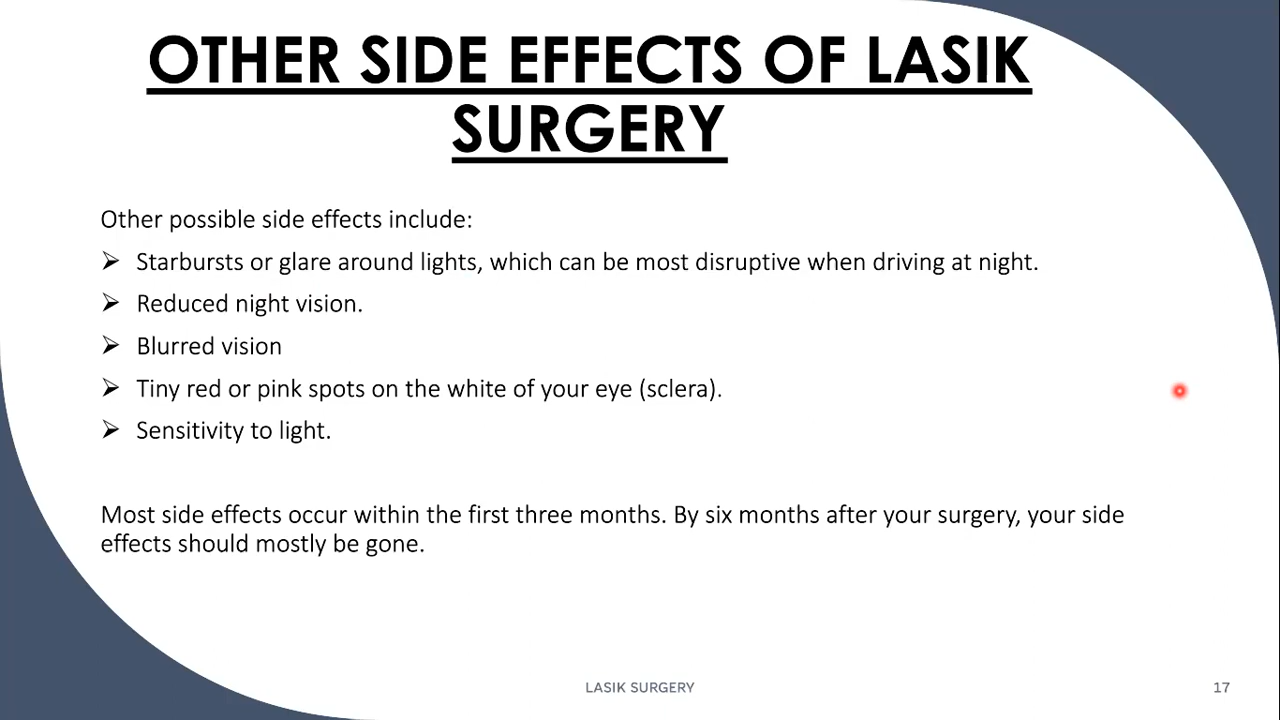 OTHER SIDE EFFECTS OF LASIK
SURGERY
Other possible side effects include:
➢ Starbursts or glare around lights, which can be most disruptive when driving at night.
➢ Reduced night vision.
➢ Blurred vision
➢ Tiny red or pink spots on the white of your eye (sclera).
➢ Sensitivity to light.
Most side effects occur within the first three months. By six months after your surgery, your side
effects should mostly be gone.
LASIK SURGERY
17